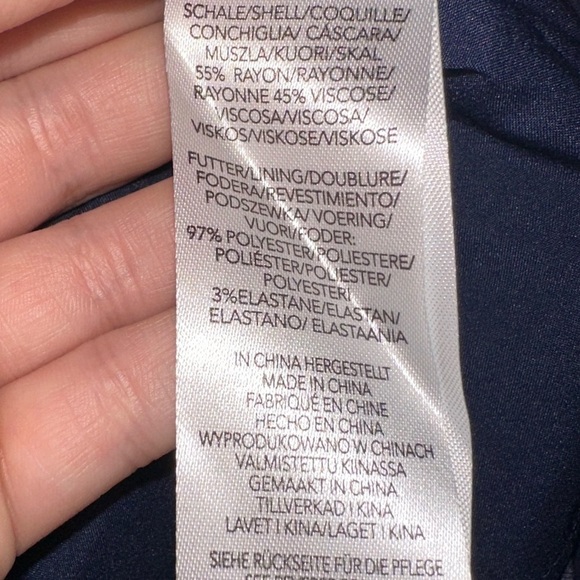 SCHALE/SHELL/COQUILLE/
CONCHIGLIA/ CÁSCARA/
MUSZLA/KUORI/SKAL
55% RAYON/RAYONNE/
RAYONNE 45% VISCOSE/
VISCOSA/VISCOSA/
VISKOS/VISKOSE/VISKOSE
FUTTER/LINING/DOUBLURE/
FODERA/REVESTIMENTO/
PODSZEWKA/ VOERING/
VUORI/FODER:
97% POLYESTER/POLIESTERE/
POLIÉSTER/POLIESTER/
POLYESTERI
3%ELASTANE/ELASTAN/
ELASTANO/ ELASTAANIA
IN CHINA HERGESTELLT
MADE IN CHINA
FABRIQUÉ EN CHINE
HECHO EN CHINA
WYPRODUKOWANO W CHINACH
VALMISTETTU KIINASSA
GEMAAKT IN CHINA
TILLVERKAD I KINA
LAVET I KINA/LAGET I KINA
SIEHE RÜCKSEITE FÜR DIE PFLEGE